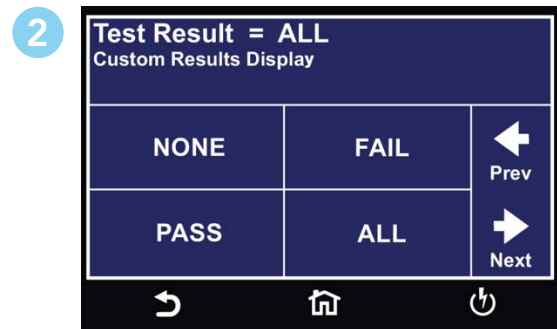 2
Test Result = ALL
Custom Results Display
NONE
FAIL
Prev
PASS
ALL
Next